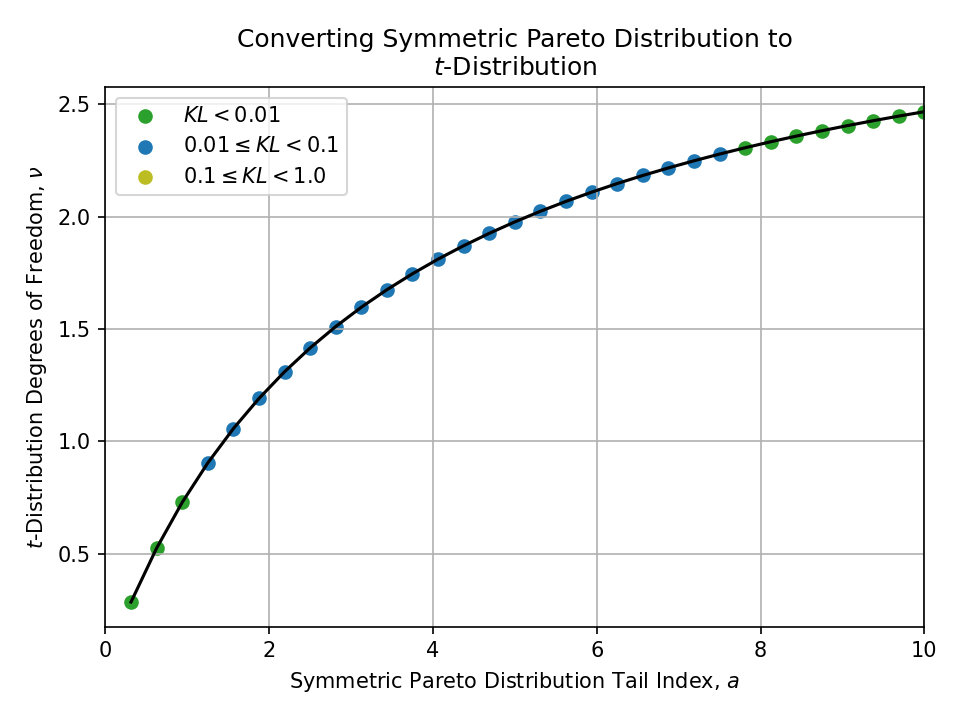 Converting Symmetric Pareto Distribution to
t-Distribution
KL < 0.01
0.01 ≤ KL < 0.1
0.1 ≤ KL < 1.0
t-Distribution Degrees of Freedom, ν
2.5
2.0
1.5
1.0
0.5
0 2 4 6 8 10
Symmetric Pareto Distribution Tail Index, a